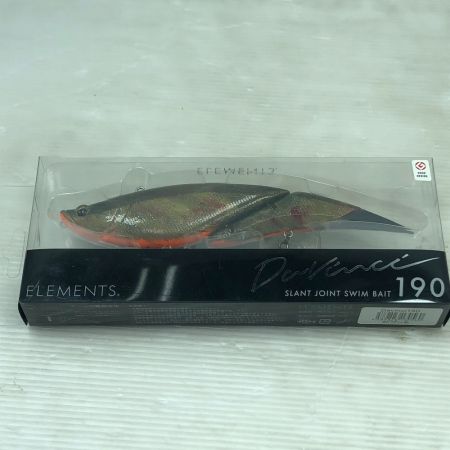 ELEMENTS
DaVinci
ELEMENTS.
SLANT JOINT SWIM BAIT 190